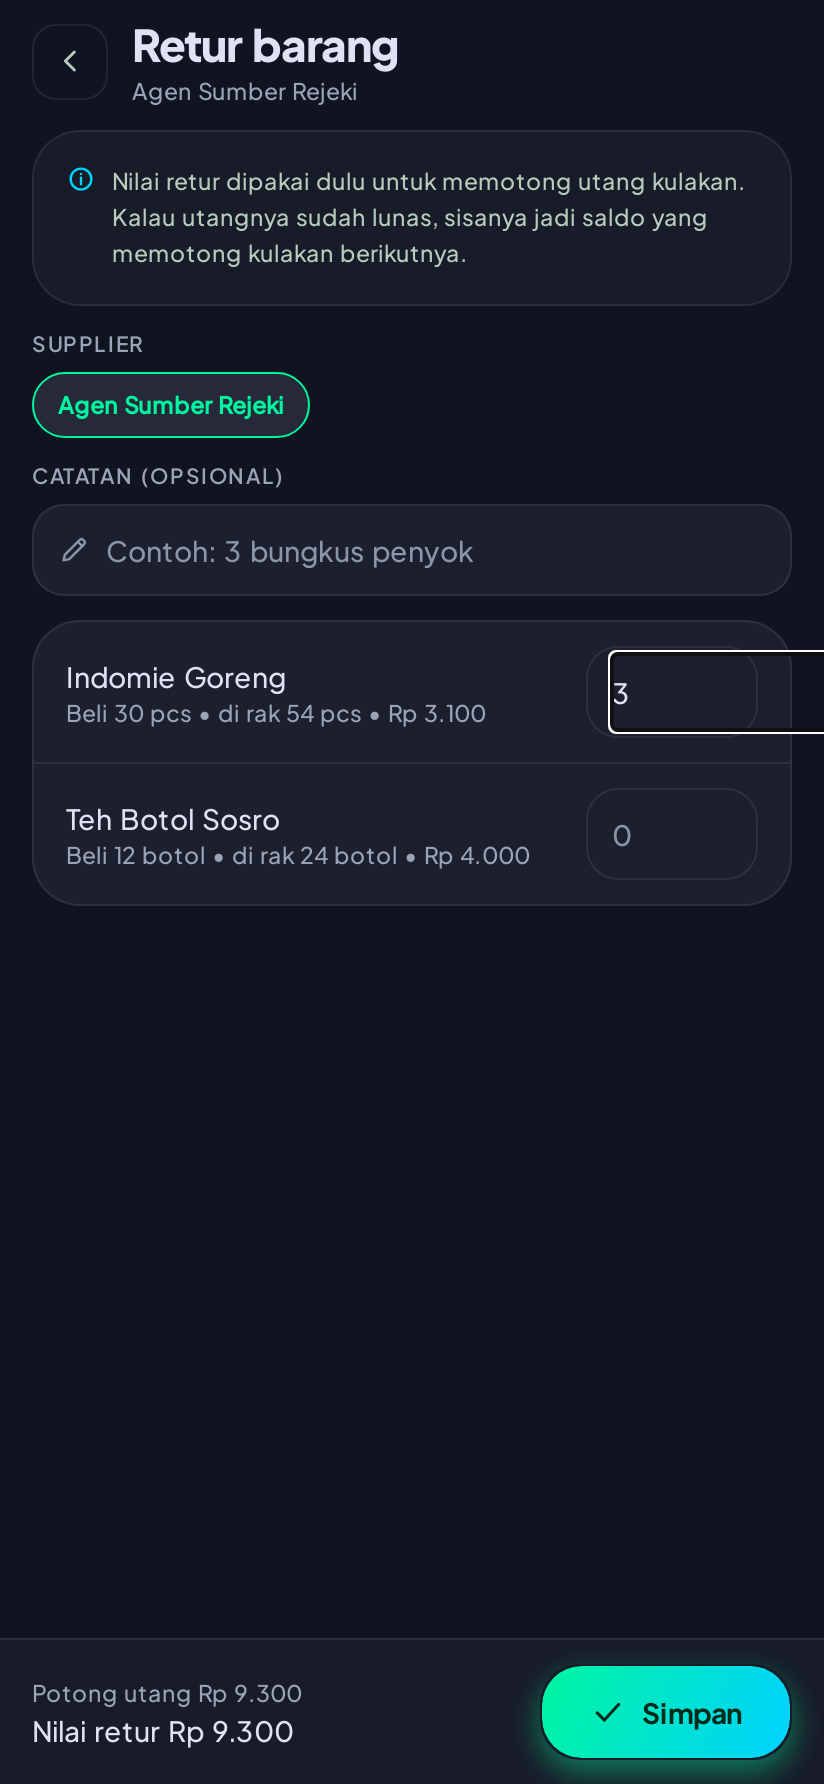 Retur barang
Agen Sumber Rejeki
Nilai retur dipakai dulu untuk memotong utang kulakan.
Kalau utangnya sudah lunas, sisanya jadi saldo yang
memotong kulakan berikutnya.
SUPPLIER
Agen Sumber Rejeki
CATATAN (OPSIONAL)
Contoh: 3 bungkus penyok
Indomie Goreng
Beli 30 pcs • di rak 54 pcs • Rp 3.100
3
Teh Botol Sosro
Beli 12 botol • di rak 24 botol • Rp 4.000
0
Potong utang Rp 9.300
Nilai retur Rp 9.300
Simpan